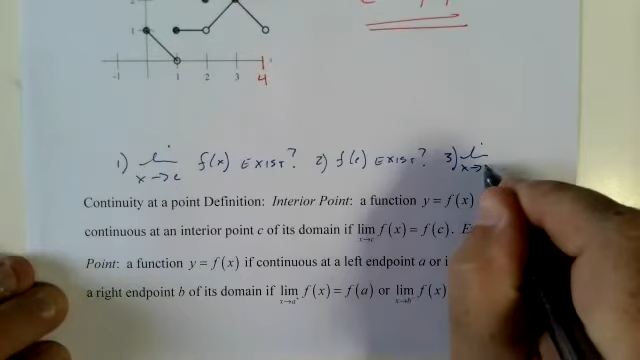 2
1
-1 1 2 3 4
1) lim x→c f(x) EXIST? 2) f(c) EXIST? 3) lim x→
Continuity at a point Definition: Interior Point: a function y = f(x)
continuous at an interior point c of its domain if lim x→c f(x) = f(c). E
Point: a function y = f(x) if continuous at a left endpoint a or i
a right endpoint b of its domain if lim x→a⁺ f(x) = f(a) or lim x→b⁻ f(x)